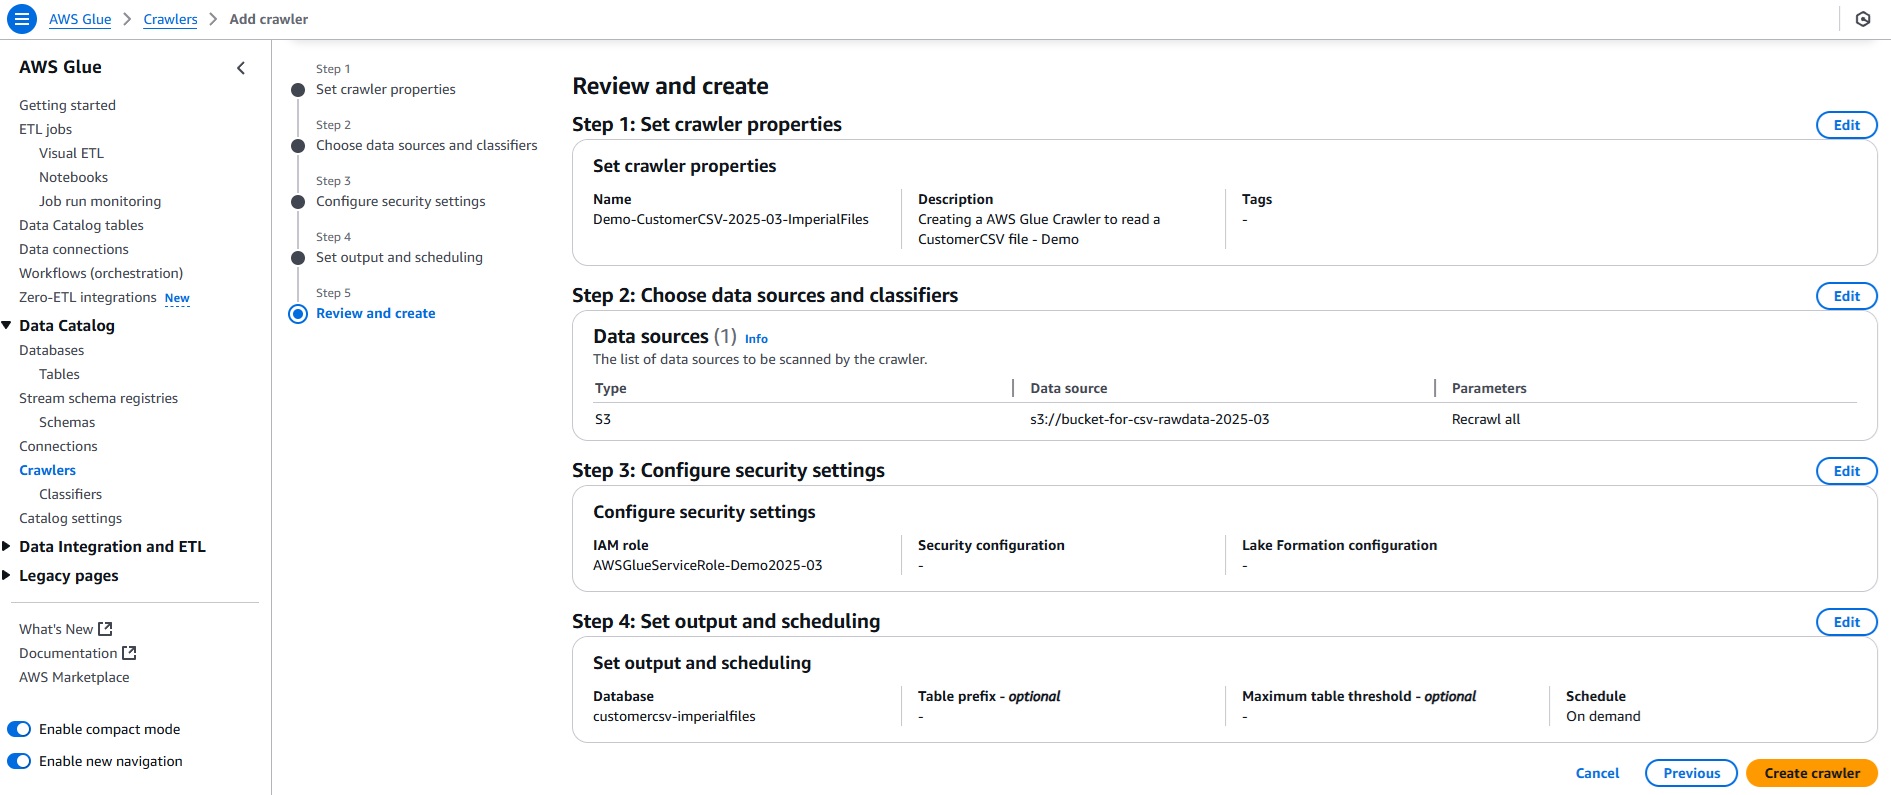 AWS Glue > Crawlers > Add crawler
AWS Glue
Getting started
ETL jobs
Visual ETL
Notebooks
Job run monitoring
Data Catalog tables
Data connections
Workflows (orchestration)
Zero-ETL integrations New
Data Catalog
Databases
Tables
Stream schema registries
Schemas
Connections
Crawlers
Classifiers
Catalog settings
Data Integration and ETL
Legacy pages
What's New
Documentation
AWS Marketplace
Enable compact mode
Enable new navigation
Step 1
Set crawler properties
Step 2
Choose data sources and classifiers
Step 3
Configure security settings
Step 4
Set output and scheduling
Step 5
Review and create
Review and create
Step 1: Set crawler properties Edit
Set crawler properties
Name Description Tags
Demo-CustomerCSV-2025-03-ImperialFiles Creating a AWS Glue Crawler to read a -
CustomerCSV file - Demo
Step 2: Choose data sources and classifiers Edit
Data sources (1) Info
The list of data sources to be scanned by the crawler.
Type Data source Parameters
S3 s3://bucket-for-csv-rawdata-2025-03 Recrawl all
Step 3: Configure security settings Edit
Configure security settings
IAM role Security configuration Lake Formation configuration
AWSGlueServiceRole-Demo2025-03 - -
Step 4: Set output and scheduling Edit
Set output and scheduling
Database Table prefix - optional Maximum table threshold - optional Schedule
customercsv-imperialfiles - - On demand
Cancel Previous Create crawler